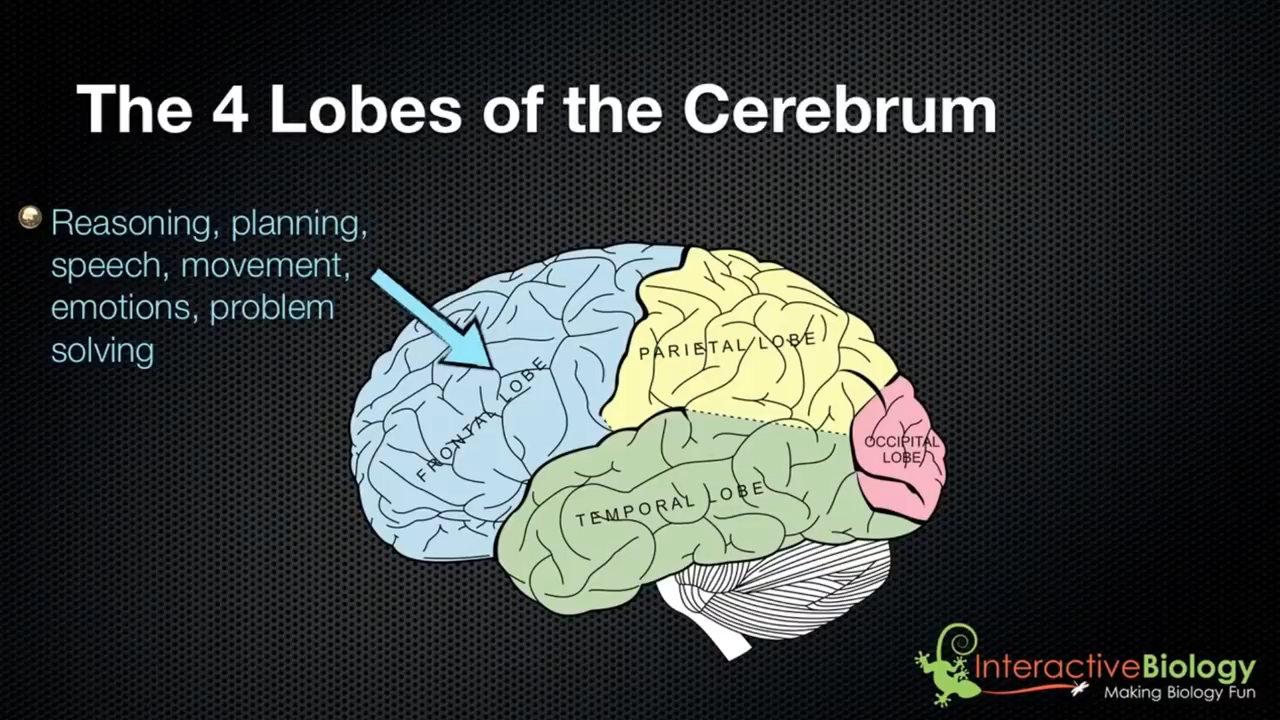 The 4 Lobes of the Cerebrum
Reasoning, planning,
speech, movement,
emotions, problem
solving
FRONTAL LOBE
PARIETAL LOBE
OCCIPITAL
LOBE
TEMPORAL LOBE
InteractiveBiology
Making Biology Fun